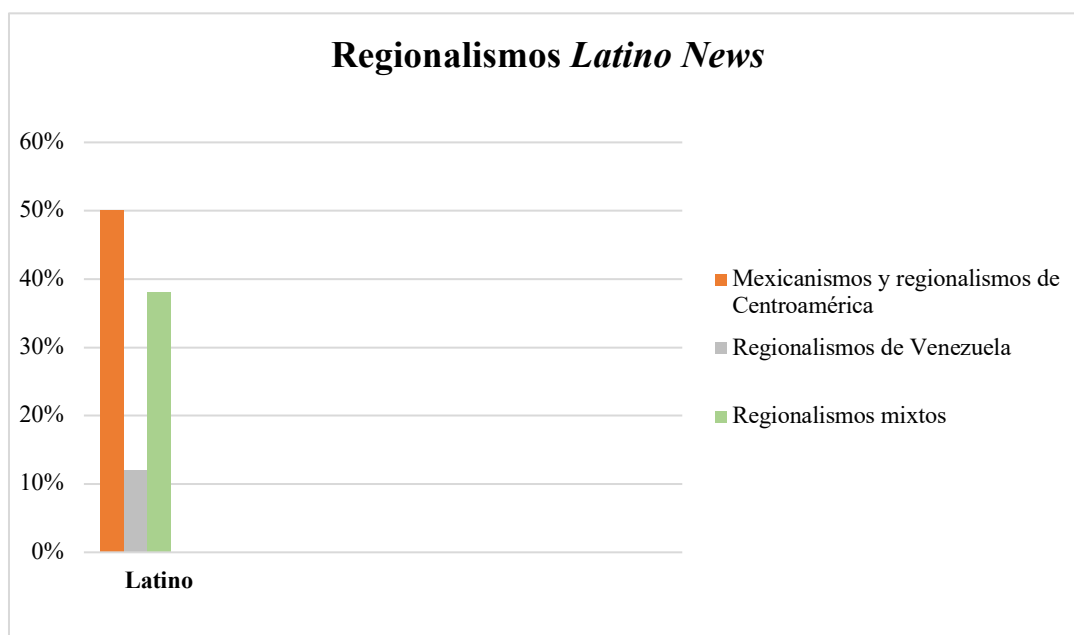 Regionalismos Latino News
60%
50%
40%
30%
20%
10%
0%
Latino
Mexicanismos y regionalismos de
Centroamérica
Regionalismos de Venezuela
Regionalismos mixtos